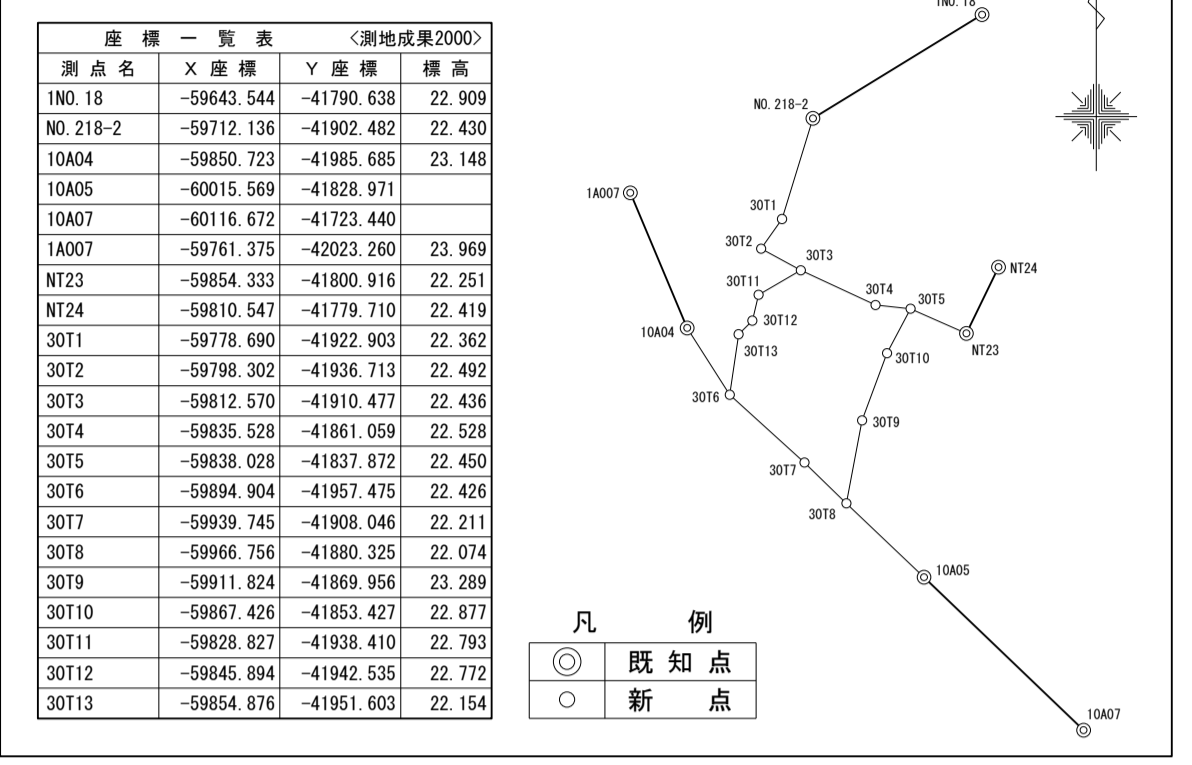 座標一覧表 <測地成果2000>
測点名 X座標 Y座標 標高
1NO.18 -59643.544 -41790.638 22.909
NO.218-2 -59712.136 -41902.482 22.430
10A04 -59850.723 -41985.685 23.148
10A05 -60015.569 -41828.971
10A07 -60116.672 -41723.440
1A007 -59761.375 -42023.260 23.969
NT23 -59854.333 -41800.916 22.251
NT24 -59810.547 -41779.710 22.419
30T1 -59778.690 -41922.903 22.362
30T2 -59798.302 -41936.713 22.492
30T3 -59812.570 -41910.477 22.436
30T4 -59835.528 -41861.059 22.528
30T5 -59838.028 -41837.872 22.450
30T6 -59894.904 -41957.475 22.426
30T7 -59939.745 -41908.046 22.211
30T8 -59966.756 -41880.325 22.074
30T9 -59911.824 -41869.956 23.289
30T10 -59867.426 -41853.427 22.877
30T11 -59828.827 -41938.410 22.793
30T12 -59845.894 -41942.535 22.772
30T13 -59854.876 -41951.603 22.154
1NO.18
NO.218-2
1A007
30T1
30T2
30T3
NT24
30T11
30T4
30T5
10A04
30T12
30T13
NT23
30T10
30T6
30T9
30T7
30T8
10A05
凡例
既知点
新点
10A07